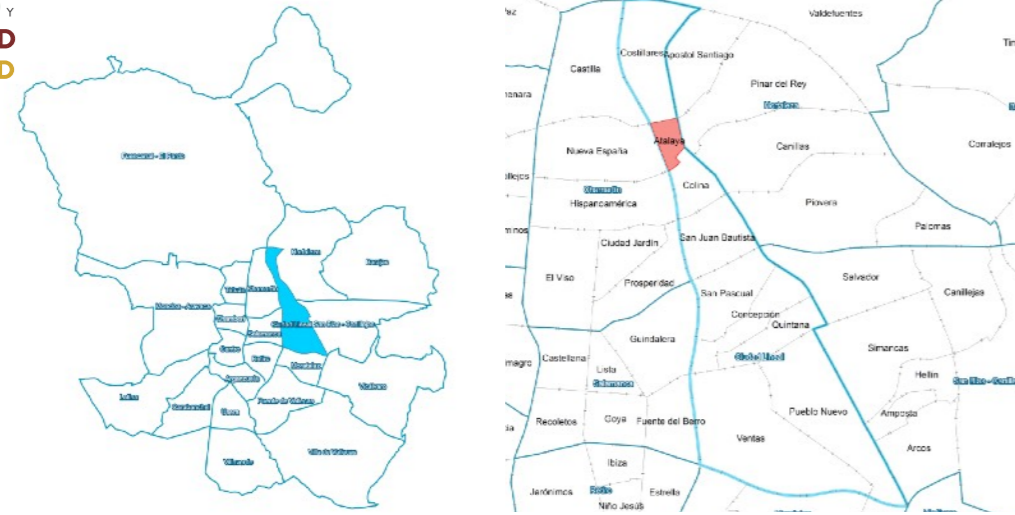 Y
D
D
Fuencarral - El Pardo
Hortaleza
Barajas
Tetuán
Chamartín
Moncloa - Aravaca
Chamberí
Ciudad Lineal
San Blas - Canillejas
Salamanca
Centro
Retiro
Moratalaz
Arganzuela
Vicálvaro
Latina
Carabanchel
Usera
Puente de Vallecas
Villa de Vallecas
Villaverde
Valdefuentes
Costillares
Apostol Santiago
Castilla
Pinar del Rey
Hortaleza
Atalaya
Nueva España
Canillas
Corralejos
Colina
Chamartín
Hispanoamérica
Piovera
Palomas
Ciudad Jardín
San Juan Bautista
El Viso
Prosperidad
Salvador
San Pascual
Canillejas
Concepción
Quintana
Guindalera
Simancas
Castellana
Ciudad Lineal
Lista
Salamanca
Hellín
Recoletos
Goya
Fuente del Berro
Pueblo Nuevo
Amposta
Ventas
Arcos
Ibiza
Jerónimos
Retiro
Estrella
Niño Jesús